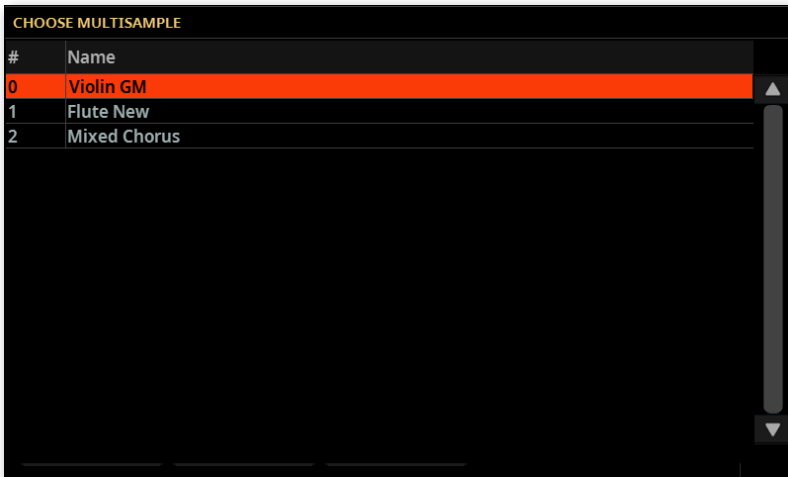 CHOOSE MULTISAMPLE
# Name
0 Violin GM
1 Flute New
2 Mixed Chorus